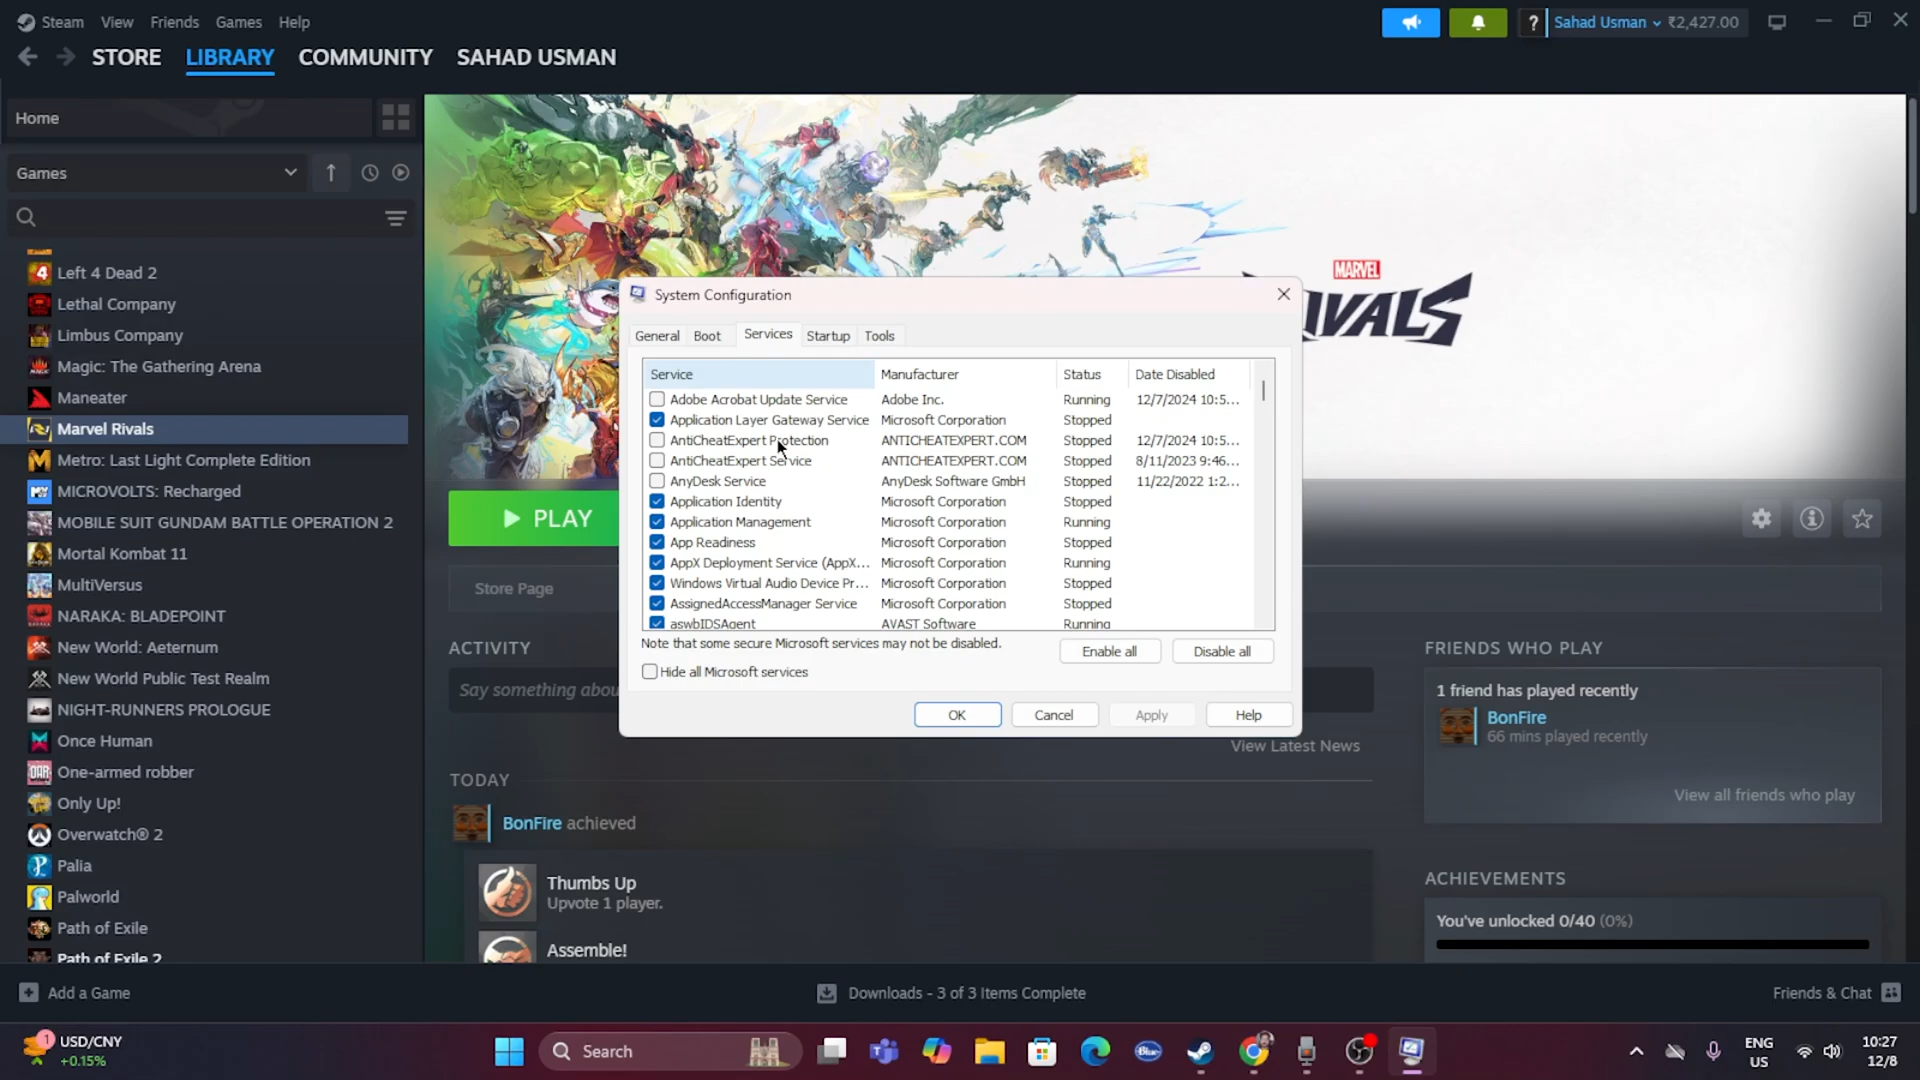 Steam View Friends Games Help
? Sahad Usman ₹2,427.00
STORE LIBRARY COMMUNITY SAHAD USMAN
Home
Games
Left 4 Dead 2
Lethal Company
Limbus Company
Magic: The Gathering Arena
Maneater
Marvel Rivals
Metro: Last Light Complete Edition
MICROVOLTS: Recharged
MOBILE SUIT GUNDAM BATTLE OPERATION 2
Mortal Kombat 11
MultiVersus
NARAKA: BLADEPOINT
New World: Aeternum
New World Public Test Realm
NIGHT-RUNNERS PROLOGUE
Once Human
One-armed robber
Only Up!
Overwatch® 2
Palia
Palworld
Path of Exile
Path of Exile 2
MARVEL
RIVALS
PLAY
Store Page
System Configuration
General Boot Services Startup Tools
Service Manufacturer Status Date Disabled
Adobe Acrobat Update Service Adobe Inc. Running 12/7/2024 10:5...
Application Layer Gateway Service Microsoft Corporation Stopped
AntiCheatExpert Protection ANTICHEATEXPERT.COM Stopped 12/7/2024 10:5...
AntiCheatExpert Service ANTICHEATEXPERT.COM Stopped 8/11/2023 9:46...
AnyDesk Service AnyDesk Software GmbH Stopped 11/22/2022 1:2...
Application Identity Microsoft Corporation Stopped
Application Management Microsoft Corporation Running
App Readiness Microsoft Corporation Stopped
AppX Deployment Service (AppX... Microsoft Corporation Running
Windows Virtual Audio Device Pr... Microsoft Corporation Stopped
AssignedAccessManager Service Microsoft Corporation Stopped
aswbIDSAgent AVAST Software Running
Note that some secure Microsoft services may not be disabled.
Enable all Disable all
Hide all Microsoft services
OK Cancel Apply Help
ACTIVITY
Say something abou
View Latest News
TODAY
BonFire achieved
Thumbs Up
Upvote 1 player.
Assemble!
FRIENDS WHO PLAY
1 friend has played recently
BonFire
66 mins played recently
View all friends who play
ACHIEVEMENTS
You've unlocked 0/40 (0%)
Add a Game
Downloads - 3 of 3 Items Complete
Friends & Chat
1
USD/CNY
+0.15%
Search
Blue
ENG
US
10:27
12/8